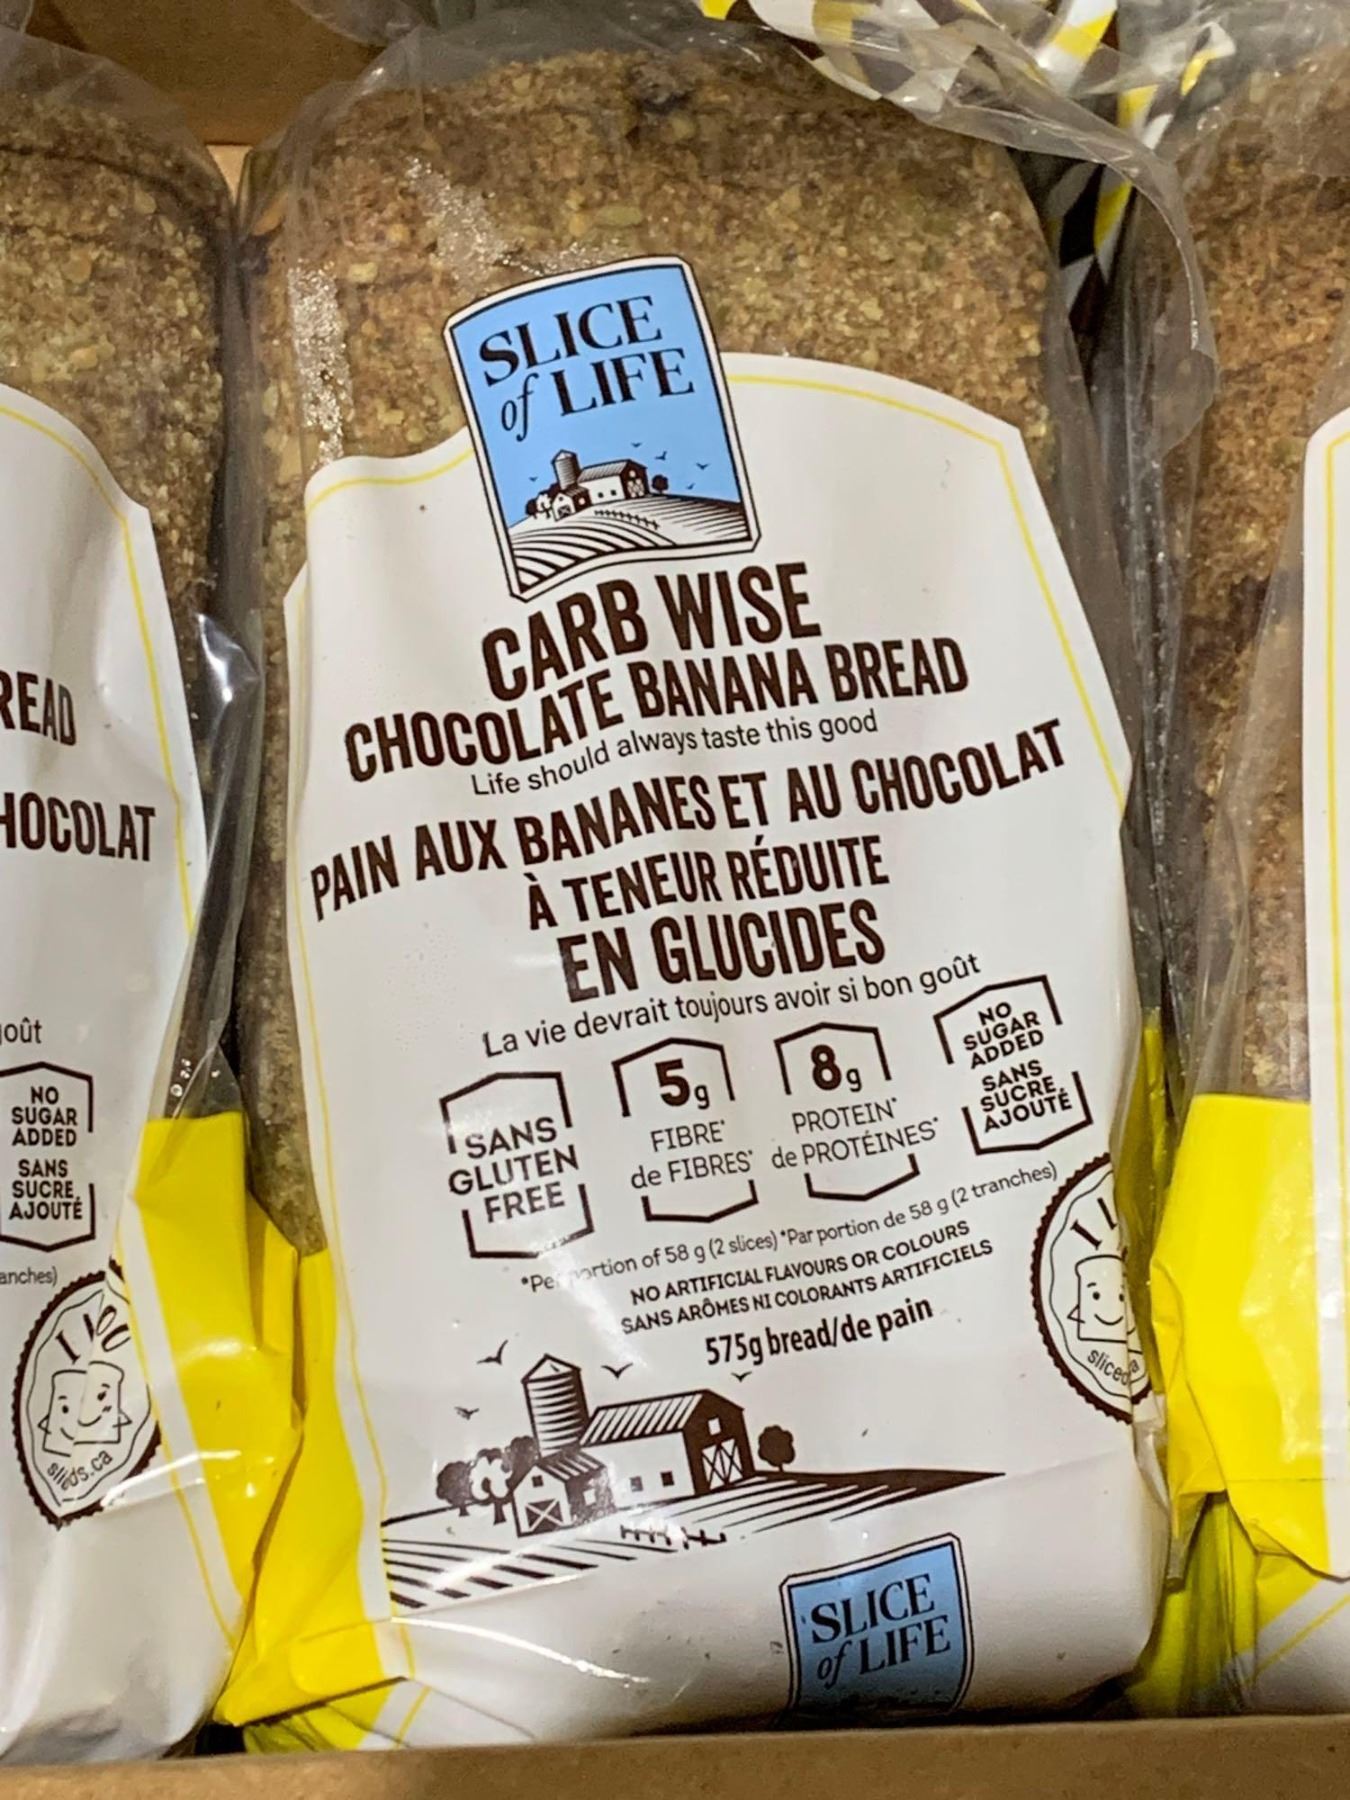 SLICE
of LIFE
CARB WISE
CHOCOLATE BANANA BREAD
Life should always taste this good
PAIN AUX BANANES ET AU CHOCOLAT
À TENEUR RÉDUITE
EN GLUCIDES
La vie devrait toujours avoir si bon goût
SANS
GLUTEN
FREE
5g
FIBRE*
de FIBRES*
8g
PROTEIN*
de PROTÉINES*
NO
SUGAR
ADDED
SANS
SUCRE
AJOUTÉ
portion of 58 g (2 slices) *Par portion de 58 g (2 tranches)
NO ARTIFICIAL FLAVOURS OR COLOURS
SANS ARÔMES NI COLORANTS ARTIFICIELS
575g bread/de pain
I
SLICE
of LIFE
READ
HOCOLAT
goût
NO
SUGAR
ADDED
SANS
SUCRE
AJOUTÉ
anches)
I